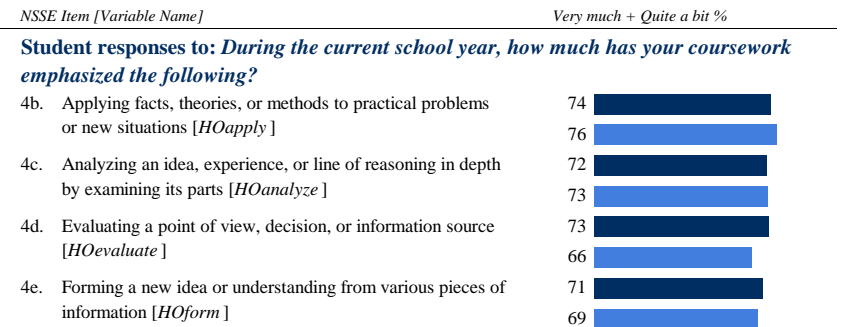 NSSE Item [Variable Name] Very much + Quite a bit %
Student responses to: During the current school year, how much has your coursework
emphasized the following?
4b. Applying facts, theories, or methods to practical problems 74
or new situations [HOapply ]
76
4c. Analyzing an idea, experience, or line of reasoning in depth 72
by examining its parts [HOanalyze ]
73
4d. Evaluating a point of view, decision, or information source 73
[HOevaluate ]
66
4e. Forming a new idea or understanding from various pieces of 71
information [HOform ]
69